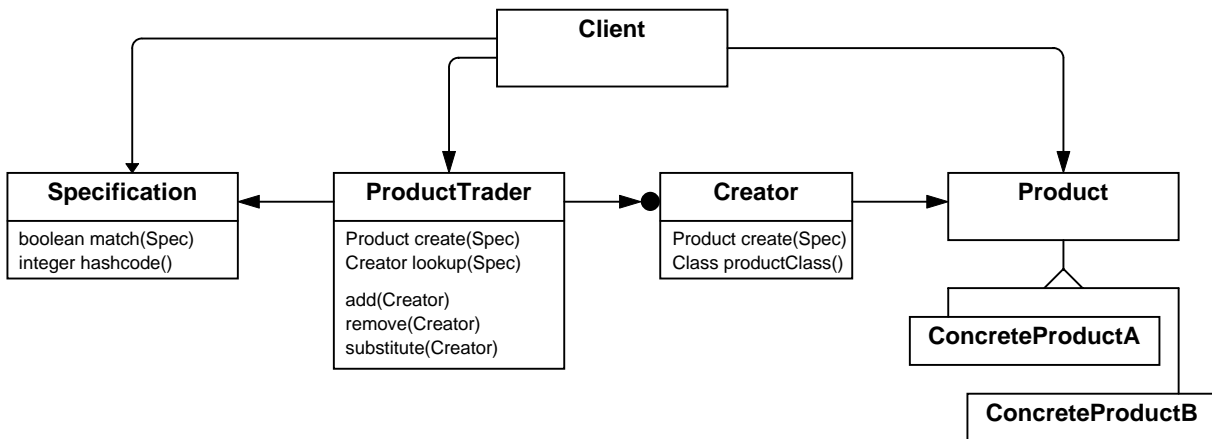 Client
Specification
boolean match(Spec)
integer hashcode()
ProductTrader
Product create(Spec)
Creator lookup(Spec)
add(Creator)
remove(Creator)
substitute(Creator)
Creator
Product create(Spec)
Class productClass()
Product
ConcreteProductA
ConcreteProductB